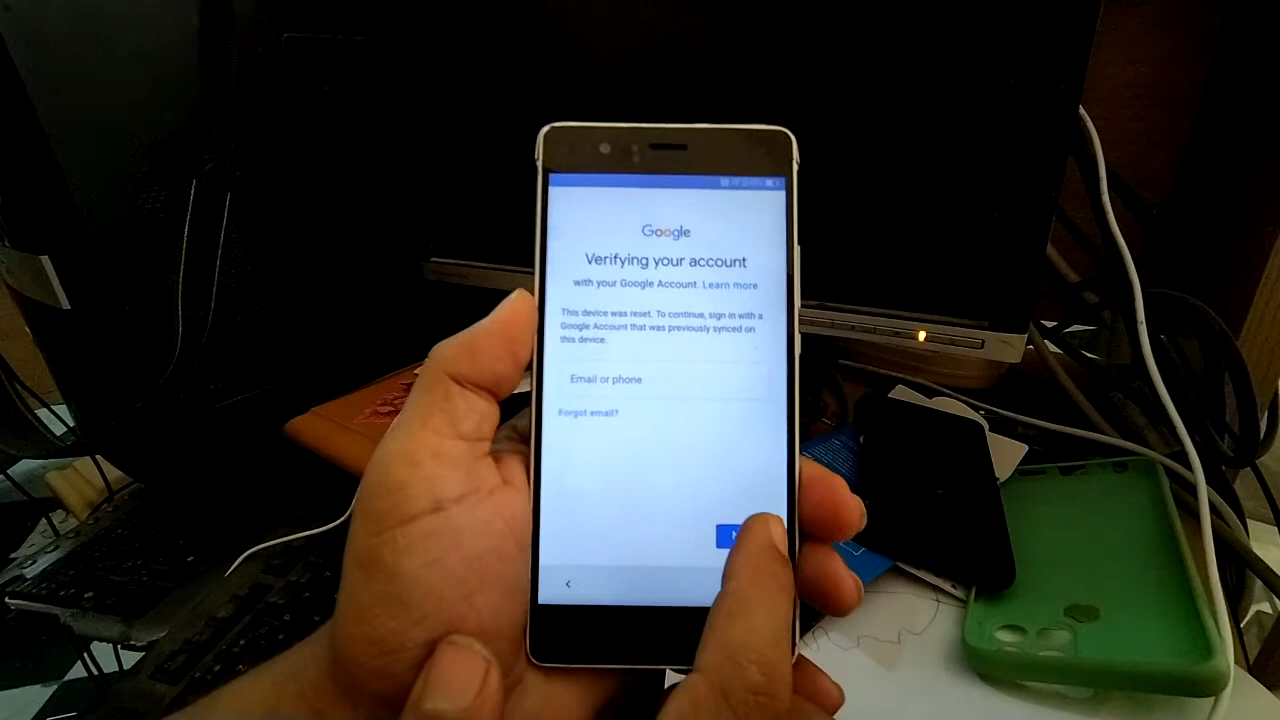 Google
Verifying your account
with your Google Account. Learn more
This device was reset. To continue, sign in with a
Google Account that was previously synced on
this device.
Email or phone
Forgot email?